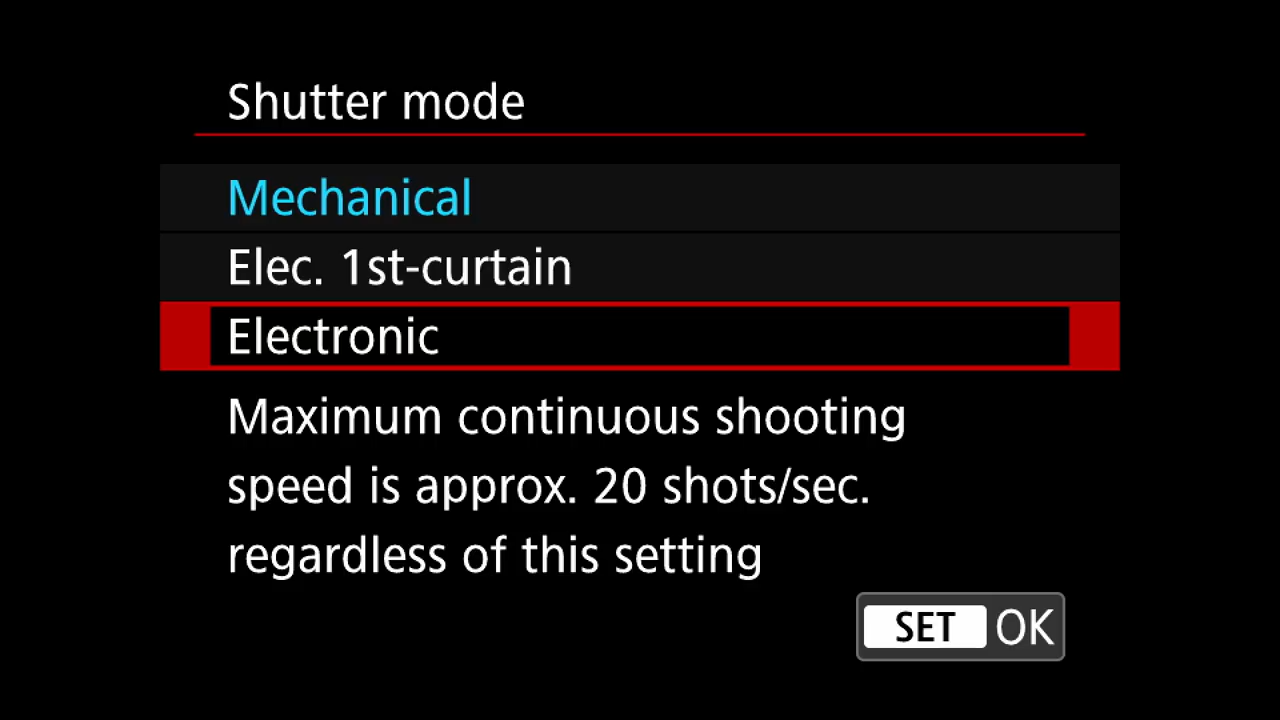 Shutter mode
Mechanical
Elec. 1st-curtain
Electronic
Maximum continuous shooting
speed is approx. 20 shots/sec.
regardless of this setting
SET OK